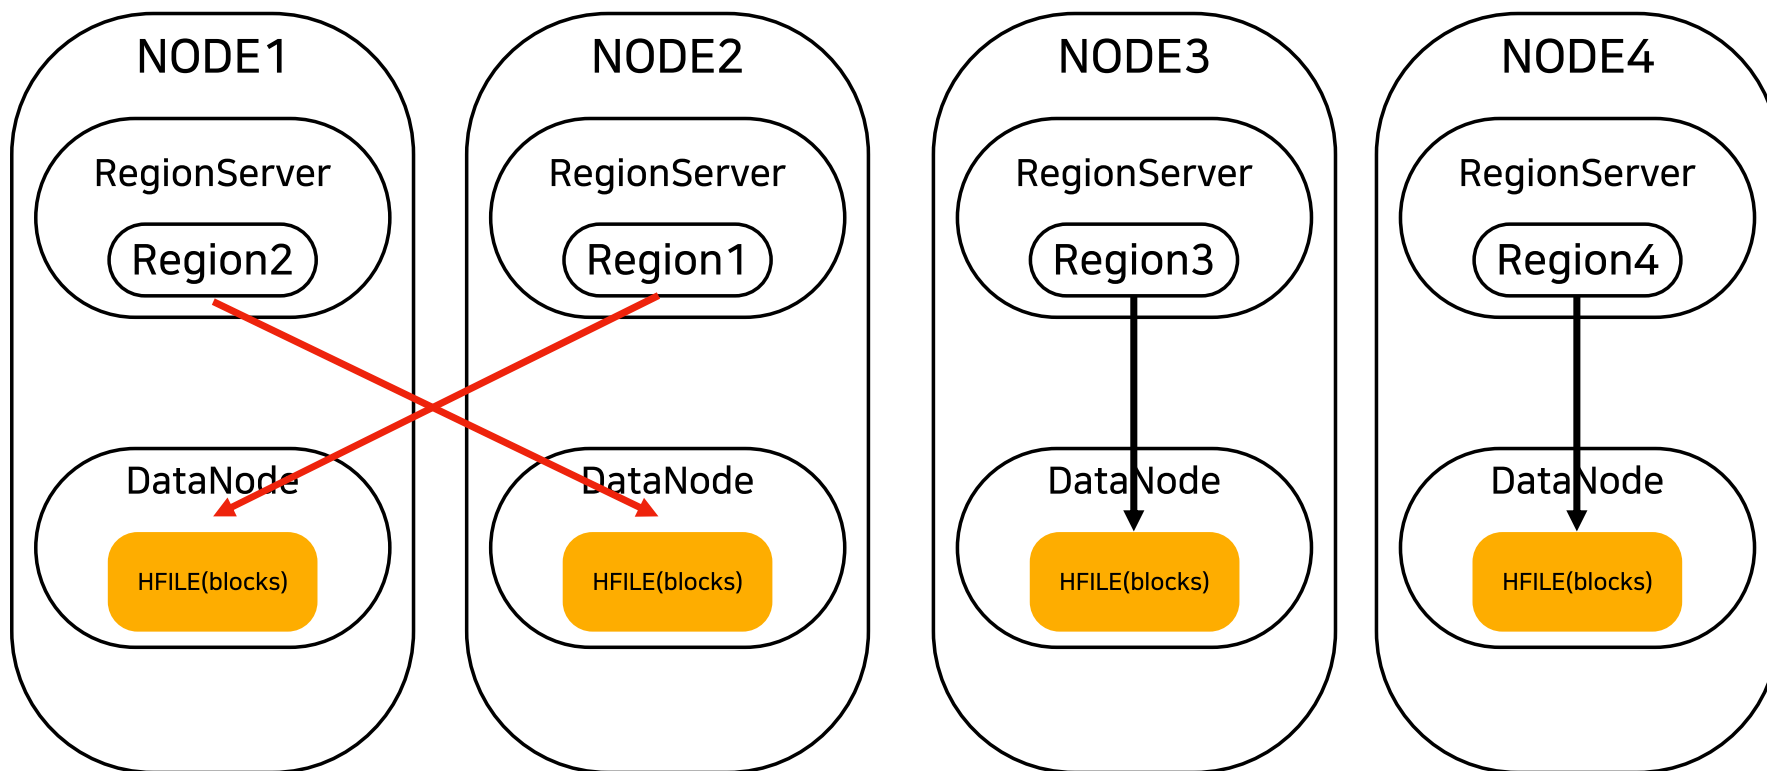 NODE1
RegionServer
Region2
DataNode
HFILE(blocks)
NODE2
RegionServer
Region1
DataNode
HFILE(blocks)
NODE3
RegionServer
Region3
DataNode
HFILE(blocks)
NODE4
RegionServer
Region4
DataNode
HFILE(blocks)